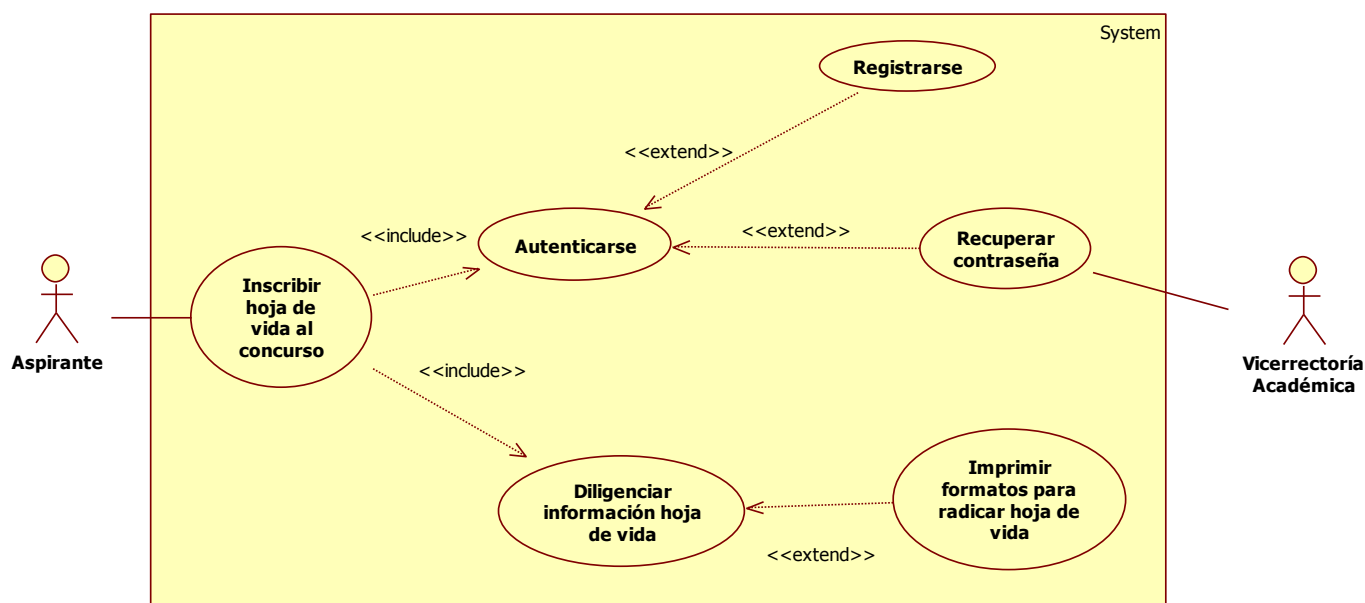 System
Registrarse
<<extend>>
<<include>>
Autenticarse
<<extend>>
Recuperar
contraseña
Inscribir
hoja de
vida al
concurso
Aspirante
Vicerrectoría
Académica
<<include>>
Diligenciar
información hoja
de vida
Imprimir
formatos para
radicar hoja de
vida
<<extend>>